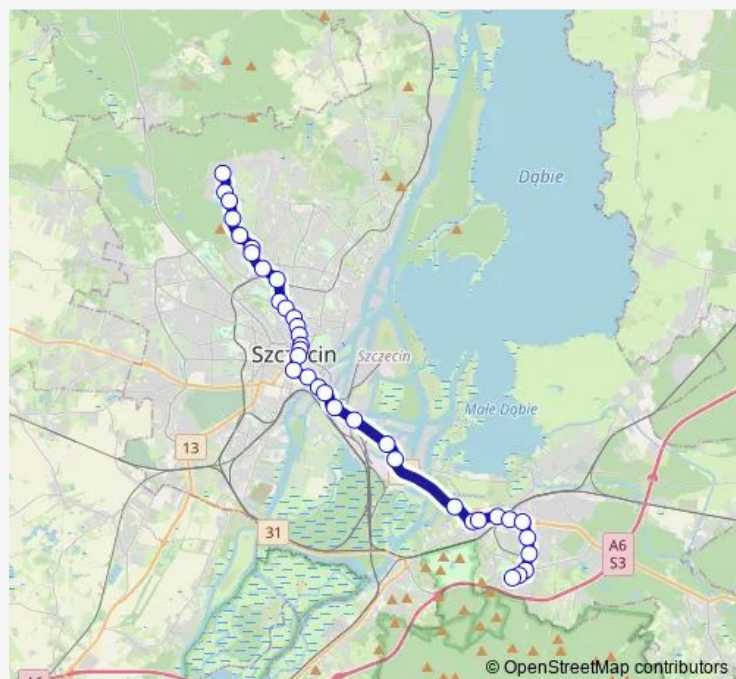 Dąbie
Szczecin
Szczecin
Małe Dąbie
13
31
A6
S3
© OpenStreetMap contributors